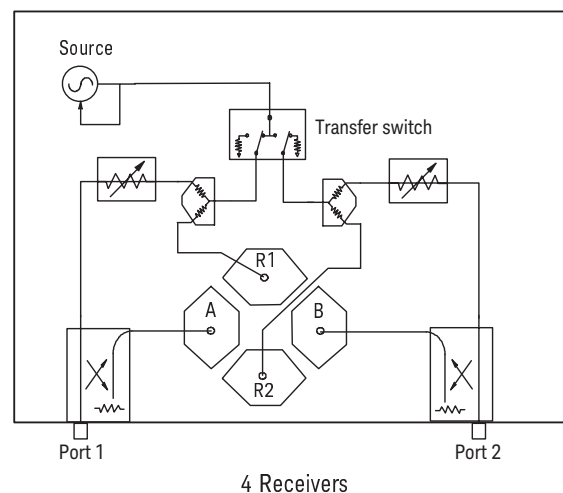 Source
Transfer switch
R1
A
B
R2
Port 1
Port 2
4 Receivers